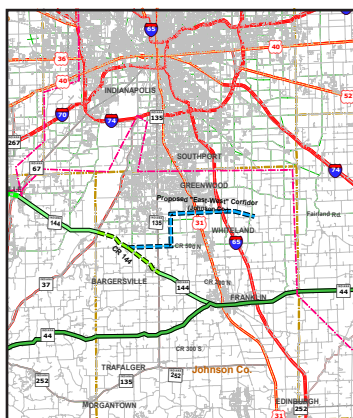 65
36
40
40
52
INDIANAPOLIS
70
74
135
267
67
SOUTHPORT
74
GREENWOOD
Proposed "East-West" Corridor
135
31
Fairland Rd.
144
WHITELAND
CR 144
65
37
BARGERSVILLE
144
44
FRANKLIN
44
CR 300 S.
TRAFALGER
Johnson Co.
252
135
252
MORGANTOWN
EDINBURGH
252
31